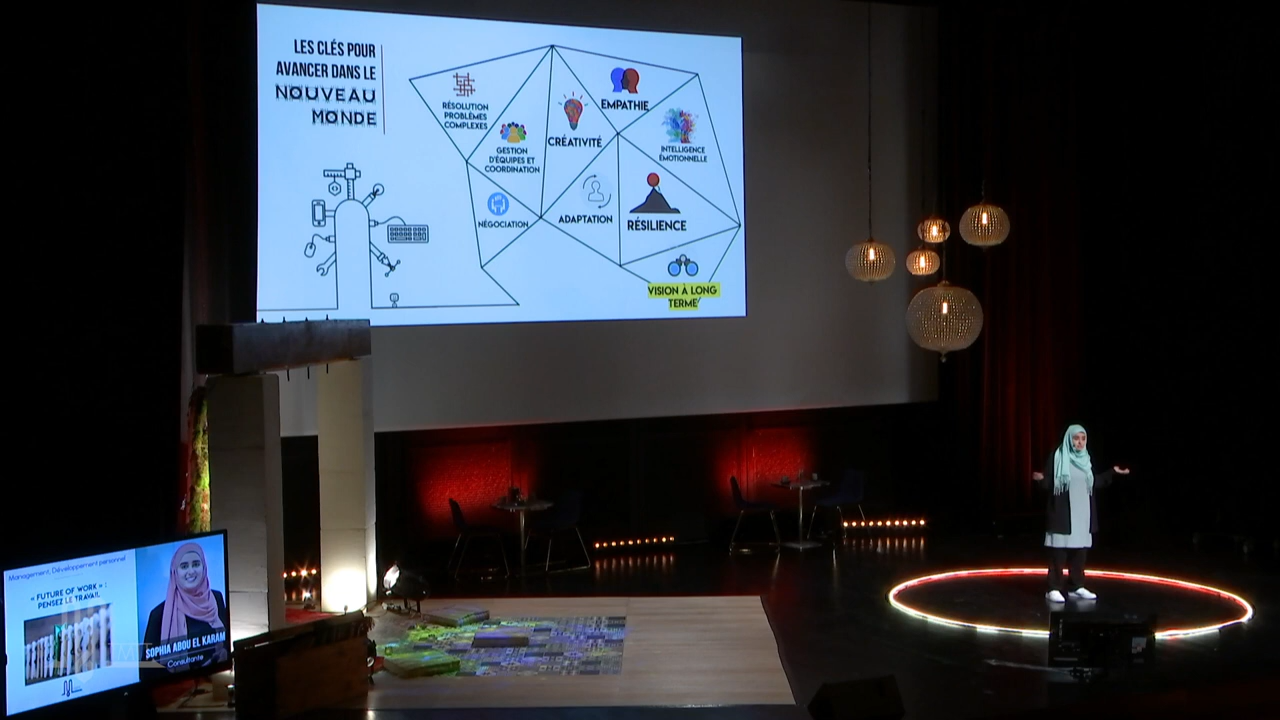 LES CLÉS POUR
AVANCER DANS LE
NOUVEAU
MONDE
RÉSOLUTION
PROBLÈMES
COMPLEXES
GESTION
D'ÉQUIPES ET
COORDINATION
CRÉATIVITÉ
EMPATHIE
INTELLIGENCE
ÉMOTIONNELLE
NÉGOCIATION
ADAPTATION
RÉSILIENCE
VISION À LONG
TERME
Management, Développement personnel
« FUTURE OF WORK » :
PENSEZ LE TRAVAIL
SOPHIA ABOU EL KARAM
Consultante